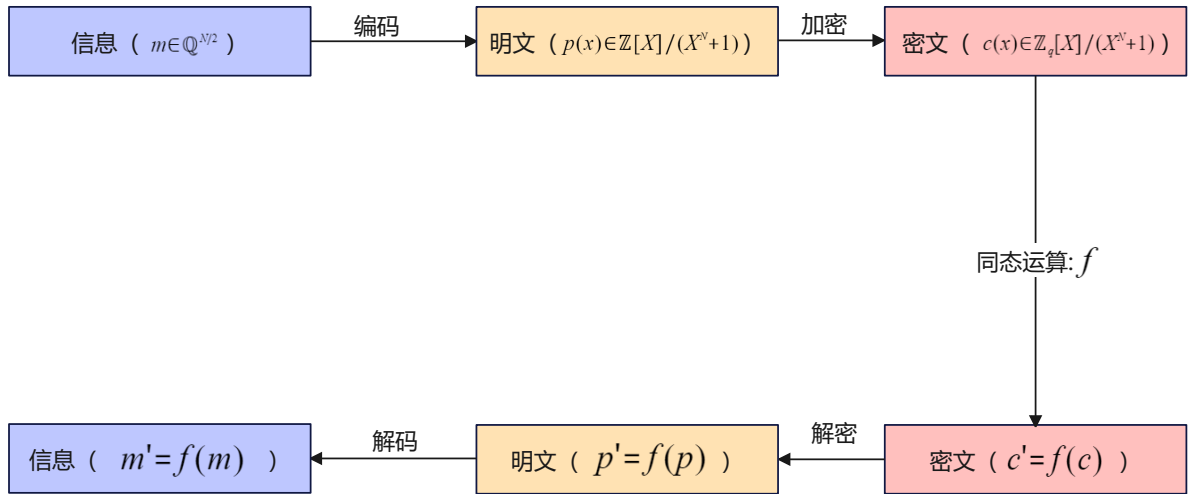 编码
加密
信息（ m∈ℚ^{N/2} ）
明文（ p(x)∈ℤ[X]/(X^N+1) ）
密文（ c(x)∈ℤ_q[X]/(X^N+1) ）
同态运算: f
解码
解密
信息（ m'=f(m) ）
明文（ p'=f(p) ）
密文（ c'=f(c) ）